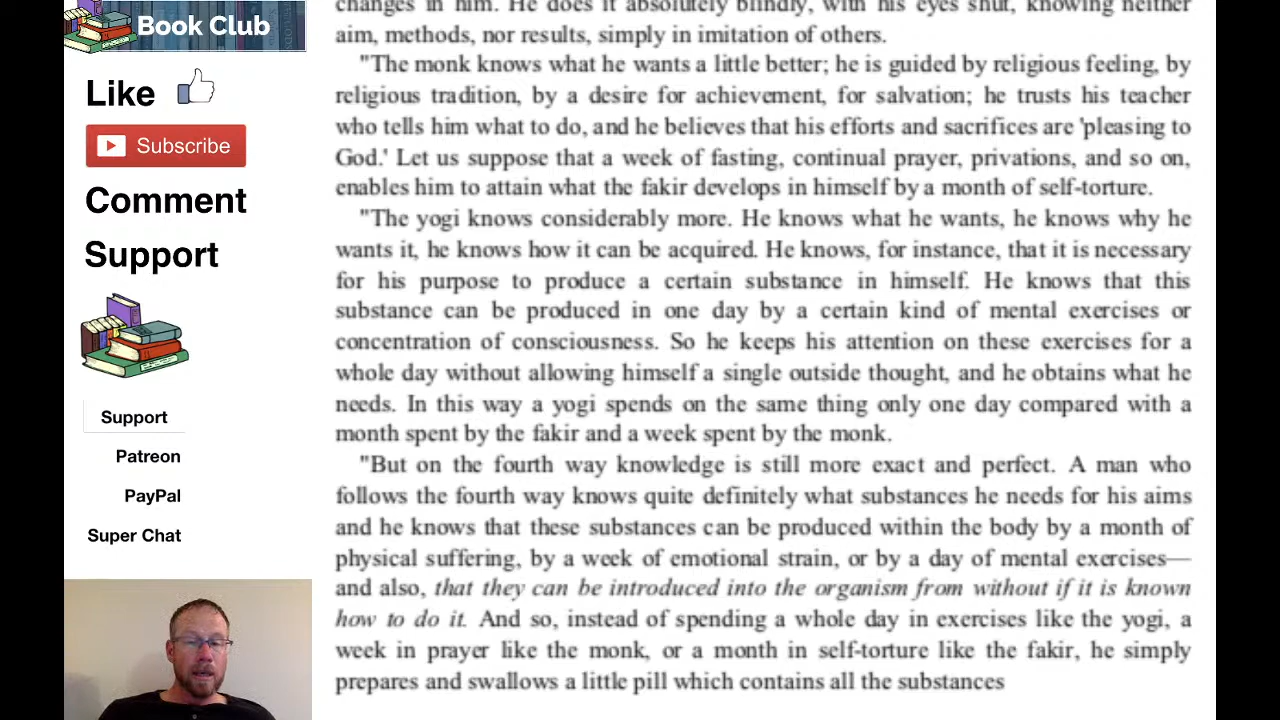 Book Club
Like
Subscribe
Comment
Support
Support
Patreon
PayPal
Super Chat
changes in him. He does it absolutely blindly, with his eyes shut, knowing neither
aim, methods, nor results, simply in imitation of others.
"The monk knows what he wants a little better; he is guided by religious feeling, by
religious tradition, by a desire for achievement, for salvation; he trusts his teacher
who tells him what to do, and he believes that his efforts and sacrifices are 'pleasing to
God.' Let us suppose that a week of fasting, continual prayer, privations, and so on,
enables him to attain what the fakir develops in himself by a month of self-torture.
"The yogi knows considerably more. He knows what he wants, he knows why he
wants it, he knows how it can be acquired. He knows, for instance, that it is necessary
for his purpose to produce a certain substance in himself. He knows that this
substance can be produced in one day by a certain kind of mental exercises or
concentration of consciousness. So he keeps his attention on these exercises for a
whole day without allowing himself a single outside thought, and he obtains what he
needs. In this way a yogi spends on the same thing only one day compared with a
month spent by the fakir and a week spent by the monk.
"But on the fourth way knowledge is still more exact and perfect. A man who
follows the fourth way knows quite definitely what substances he needs for his aims
and he knows that these substances can be produced within the body by a month of
physical suffering, by a week of emotional strain, or by a day of mental exercises—
and also, that they can be introduced into the organism from without if it is known
how to do it. And so, instead of spending a whole day in exercises like the yogi, a
week in prayer like the monk, or a month in self-torture like the fakir, he simply
prepares and swallows a little pill which contains all the substances